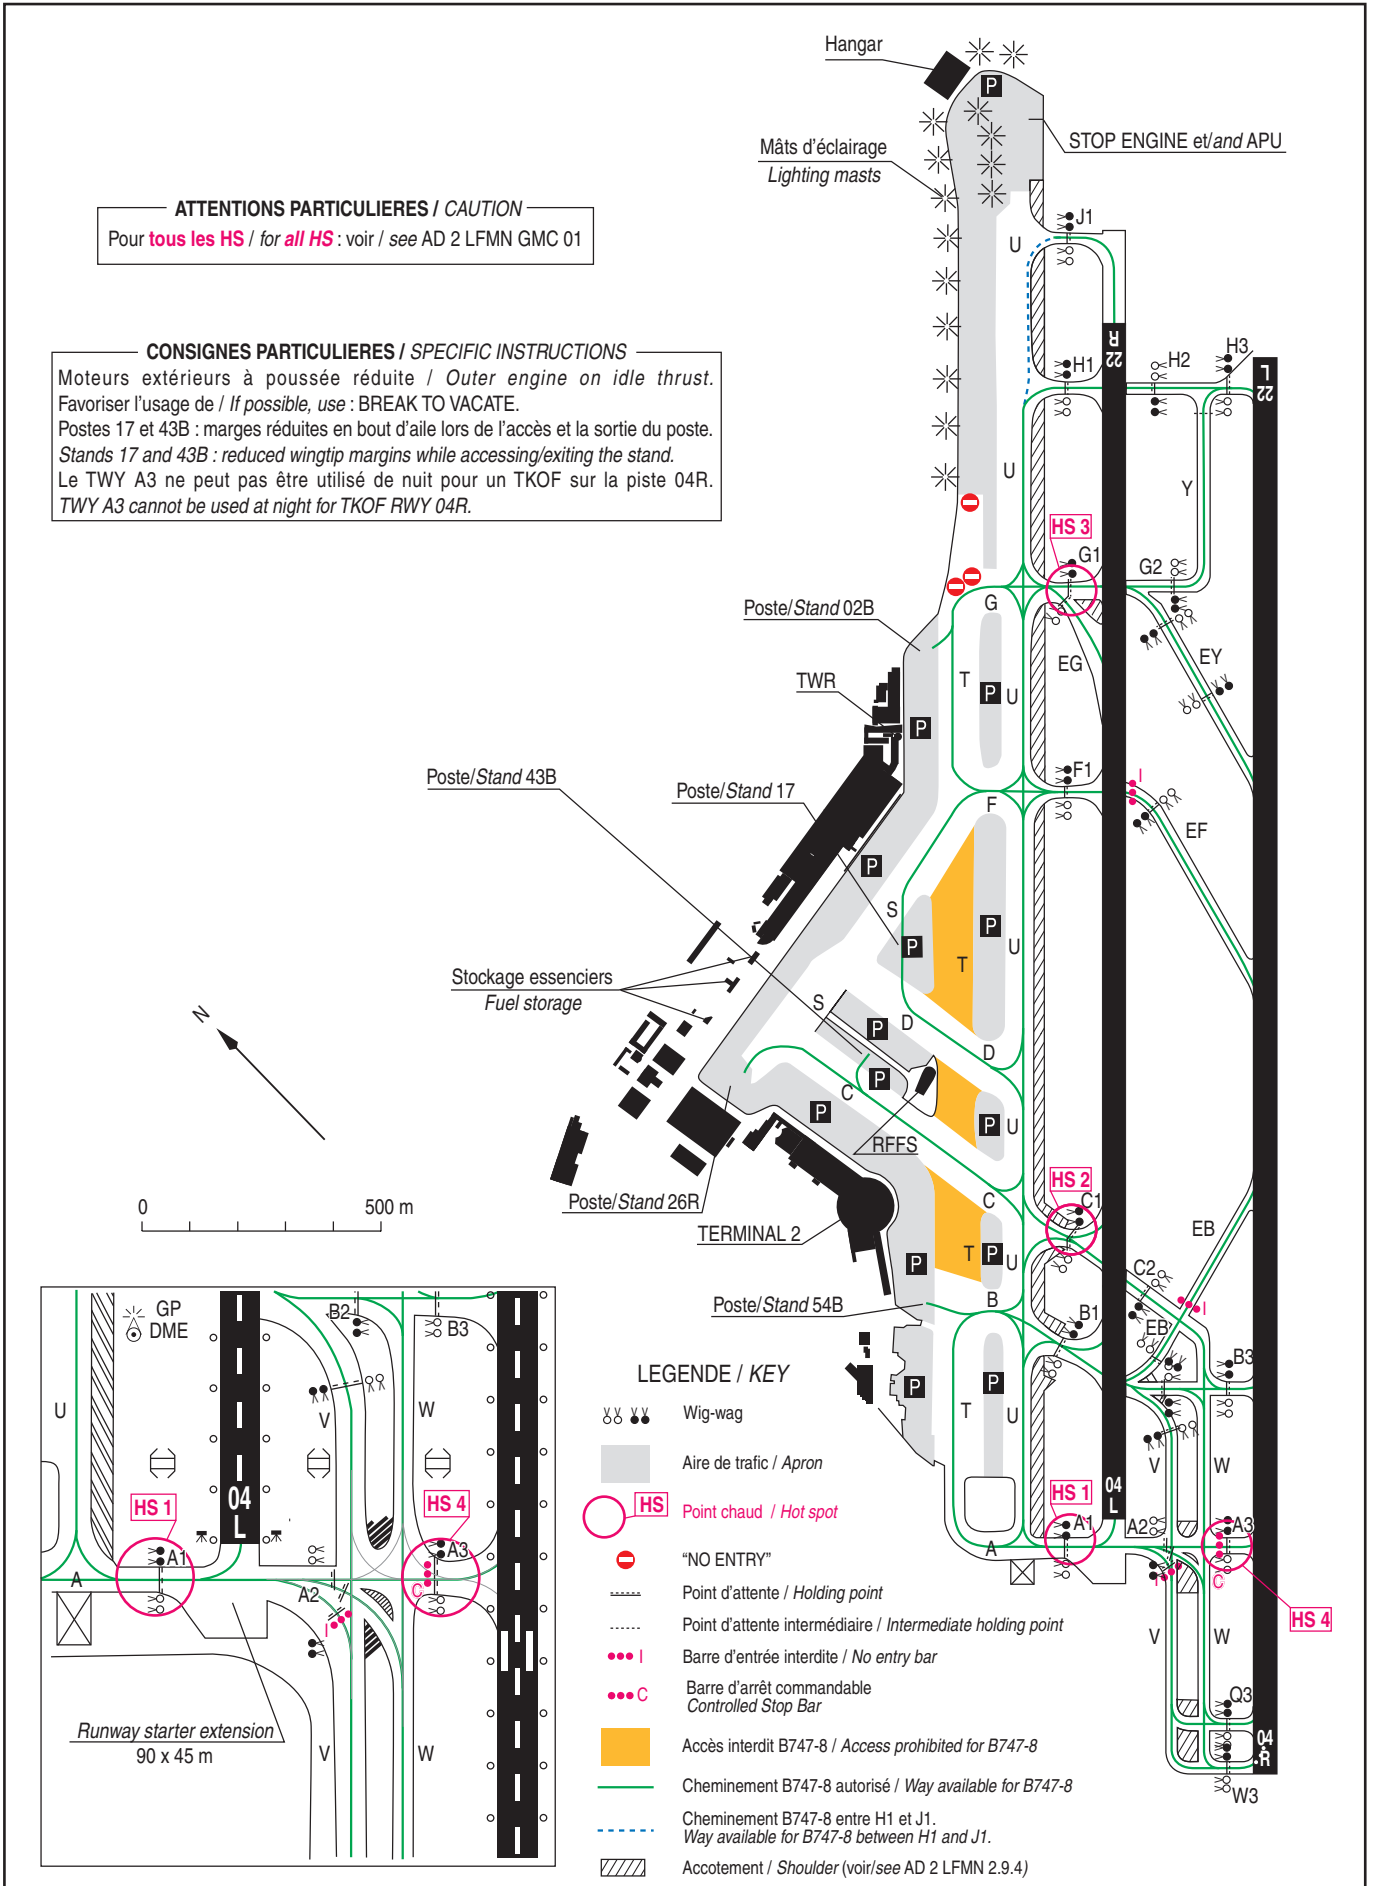 Hangar
P
STOP ENGINE et/and APU
Mâts d'éclairage
Lighting masts
ATTENTIONS PARTICULIERES / CAUTION
Pour tous les HS / for all HS : voir / see AD 2 LFMN GMC 01
J1
U
CONSIGNES PARTICULIERES / SPECIFIC INSTRUCTIONS
Moteurs extérieurs à poussée réduite / Outer engine on idle thrust.
Favoriser l'usage de / If possible, use : BREAK TO VACATE.
Postes 17 et 43B : marges réduites en bout d'aile lors de l'accès et la sortie du poste.
Stands 17 and 43B : reduced wingtip margins while accessing/exiting the stand.
Le TWY A3 ne peut pas être utilisé de nuit pour un TKOF sur la piste 04R.
TWY A3 cannot be used at night for TKOF RWY 04R.
22 R
H1
H2
H3
22 L
U
Y
HS 3
G1
G2
Poste/Stand 02B
G
EG
EY
TWR
T
P
U
P
Poste/Stand 43B
Poste/Stand 17
F1
I
F
EF
P
S
P
P
U
T
Stockage essenciers
Fuel storage
N
S
P
D
D
P
C
P
P
U
RFFS
HS 2
C1
Poste/Stand 26R
C
EB
TERMINAL 2
T
P
U
P
C2
Poste/Stand 54B
B
B1
EB
I
B3
0
500 m
GP
DME
B2
B3
U
V
W
HS 1
04
L
HS 4
A1
A3
A
A2
C
I
Runway starter extension
90 x 45 m
V
W
P
P
T
U
V
W
04
L
HS 1
A1
A2
A3
A
I
C
HS 4
V
W
Q3
04
R
W3
LEGENDE / KEY
Wig-wag
Aire de trafic / Apron
HS
Point chaud / Hot spot
“NO ENTRY”
Point d'attente / Holding point
Point d'attente intermédiaire / Intermediate holding point
I
Barre d'entrée interdite / No entry bar
C
Barre d'arrêt commandable
Controlled Stop Bar
Accès interdit B747-8 / Access prohibited for B747-8
Cheminement B747-8 autorisé / Way available for B747-8
Cheminement B747-8 entre H1 et J1.
Way available for B747-8 between H1 and J1.
Accotement / Shoulder (voir/see AD 2 LFMN 2.9.4)